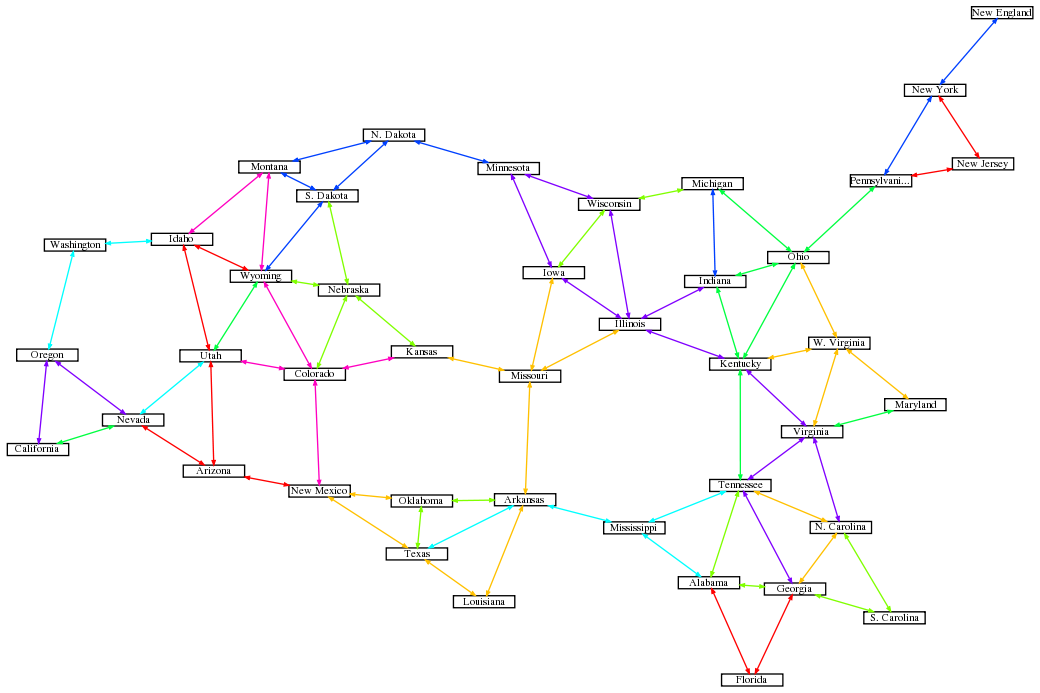 New England
New York
N. Dakota
New Jersey
Montana
Minnesota
Pennsylvani...
Michigan
S. Dakota
Wisconsin
Idaho
Washington
Ohio
Iowa
Wyoming
Indiana
Nebraska
Illinois
W. Virginia
Kansas
Oregon
Utah
Kentucky
Colorado
Missouri
Maryland
Nevada
Virginia
California
Arizona
Tennessee
New Mexico
Oklahoma
Arkansas
Mississippi
N. Carolina
Texas
Alabama
Georgia
Louisiana
S. Carolina
Florida